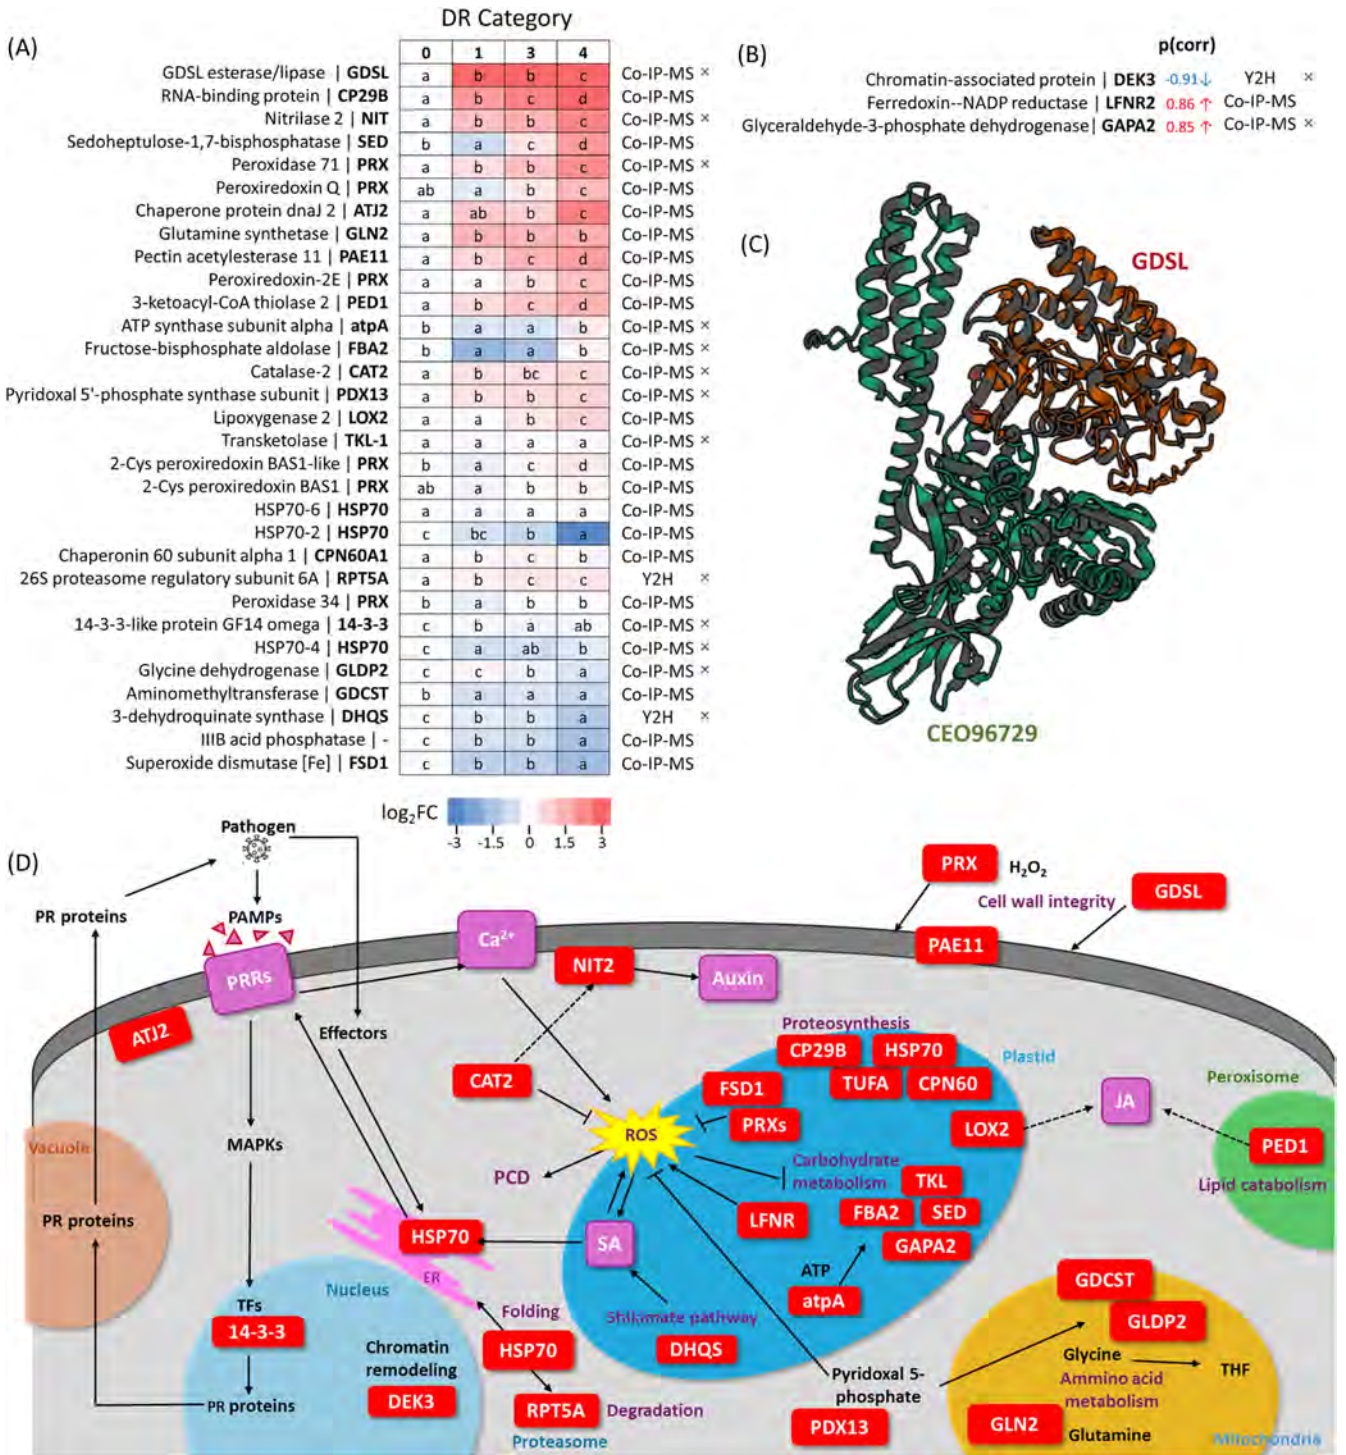 DR Category
(A)
0 1 3 4
GDSL esterase/lipase | GDSL a b b c Co-IP-MS ×
RNA-binding protein | CP29B a b c d Co-IP-MS
Nitrilase 2 | NIT a b b c Co-IP-MS ×
Sedoheptulose-1,7-bisphosphatase | SED b a c d Co-IP-MS
Peroxidase 71 | PRX a b b c Co-IP-MS ×
Peroxiredoxin Q | PRX ab a b c Co-IP-MS
Chaperone protein dnaJ 2 | ATJ2 a ab b c Co-IP-MS
Glutamine synthetase | GLN2 a b b b Co-IP-MS
Pectin acetylesterase 11 | PAE11 a b c d Co-IP-MS
Peroxiredoxin-2E | PRX a a b c Co-IP-MS
3-ketoacyl-CoA thiolase 2 | PED1 a b c d Co-IP-MS
ATP synthase subunit alpha | atpA b a a b Co-IP-MS ×
Fructose-bisphosphate aldolase | FBA2 b a a b Co-IP-MS ×
Catalase-2 | CAT2 a b bc c Co-IP-MS ×
Pyridoxal 5'-phosphate synthase subunit | PDX13 a b b c Co-IP-MS ×
Lipoxygenase 2 | LOX2 a a b c Co-IP-MS
Transketolase | TKL-1 a a a a Co-IP-MS ×
2-Cys peroxiredoxin BAS1-like | PRX b a c d Co-IP-MS
2-Cys peroxiredoxin BAS1 | PRX ab a b b Co-IP-MS
HSP70-6 | HSP70 a a a a Co-IP-MS
HSP70-2 | HSP70 c bc b a Co-IP-MS
Chaperonin 60 subunit alpha 1 | CPN60A1 a b c b Co-IP-MS
26S proteasome regulatory subunit 6A | RPT5A a b c c Y2H ×
Peroxidase 34 | PRX b a b b Co-IP-MS
14-3-3-like protein GF14 omega | 14-3-3 c b a ab Co-IP-MS ×
HSP70-4 | HSP70 c a ab b Co-IP-MS ×
Glycine dehydrogenase | GLDP2 c c b a Co-IP-MS ×
Aminomethyltransferase | GDCST b a a a Co-IP-MS
3-dehydroquinate synthase | DHQS c b b a Y2H ×
IIIB acid phosphatase | - c b b a Co-IP-MS
Superoxide dismutase [Fe] | FSD1 c b b a Co-IP-MS
log₂FC
-3 -1.5 0 1.5 3
(B)
p(corr)
Chromatin-associated protein | DEK3 -0.91↓ Y2H ×
Ferredoxin--NADP reductase | LFNR2 0.86 ↑ Co-IP-MS
Glyceraldehyde-3-phosphate dehydrogenase| GAPA2 0.85 ↑ Co-IP-MS ×
(C)
GDSL
CEO96729
(D)
Pathogen
PR proteins
PAMPs
PRRs
Ca²⁺
NIT2
Auxin
PRX
H₂O₂
Cell wall integrity
GDSL
PAE11
ATJ2
Effectors
CAT2
Proteosynthesis
CP29B
HSP70
Plastid
TUFA
CPN60
FSD1
PRXs
LOX2
JA
Peroxisome
PED1
Lipid catabolism
ROS
PCD
MAPKs
Vacuole
PR proteins
Carbohydrate
metabolism
TKL
FBA2
SED
GAPA2
LFNR
ATP
atpA
SA
HSP70
ER
Shikimate pathway
DHQS
Nucleus
TFs
14-3-3
PR proteins
Chromatin
remodeling
DEK3
Folding
HSP70
RPT5A
Degradation
Proteasome
Pyridoxal 5-
phosphate
PDX13
GDCST
GLDP2
Glycine
THF
Ammino acid
metabolism
GLN2
Glutamine
Mitochondria